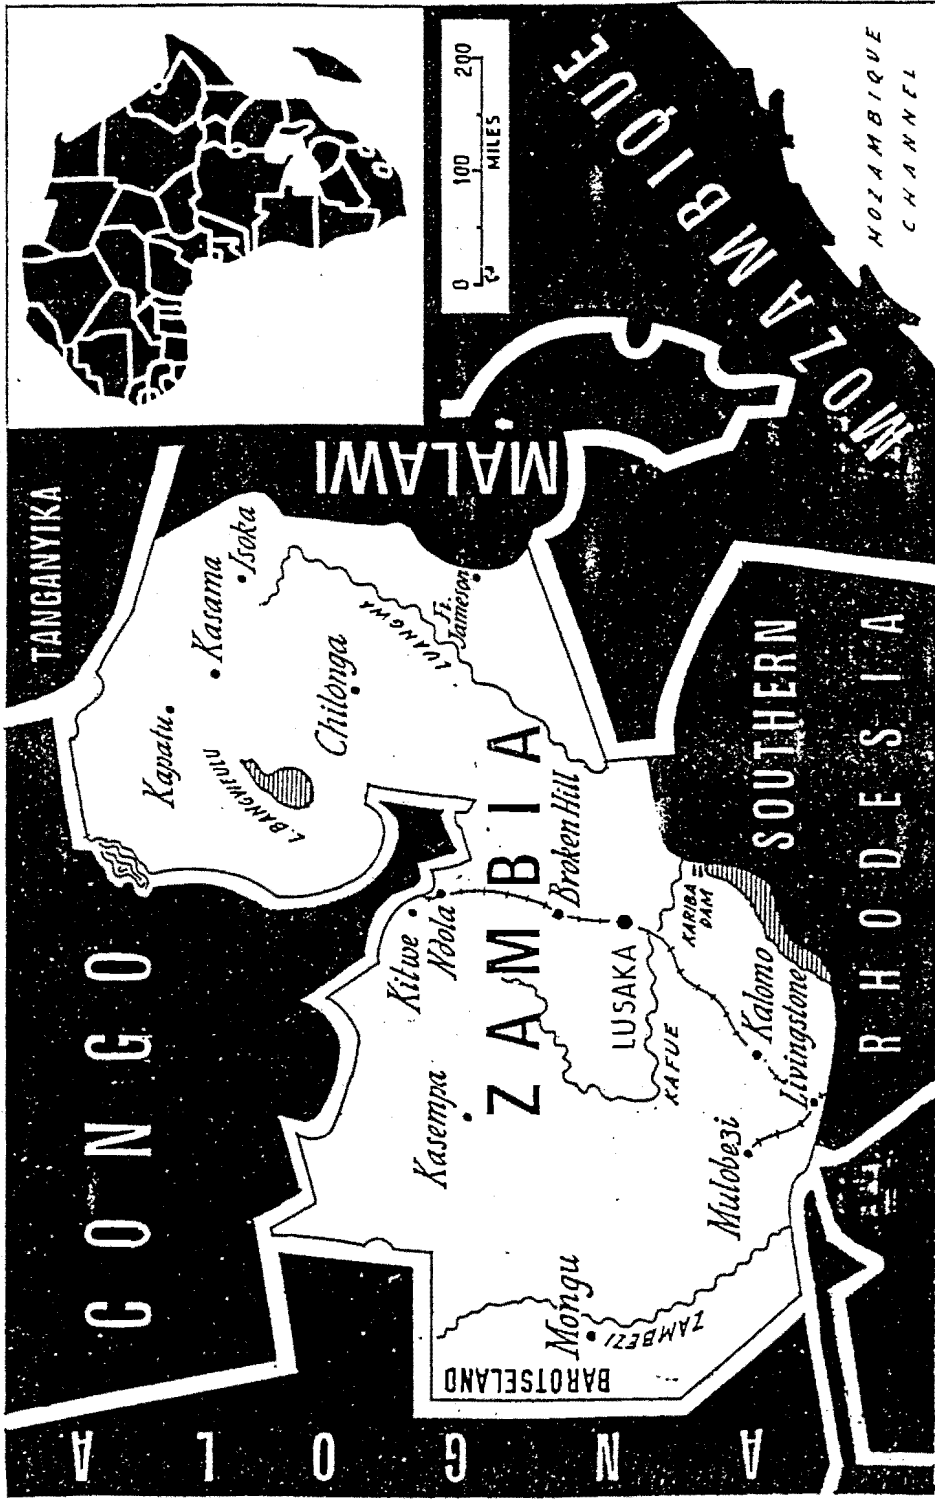 TANGANYIKA
CONGO
ANGOLA
MALAWI
MOZAMBIQUE
MOZAMBIQUE
CHANNEL
SOUTHERN
RHODESIA
ZAMBIA
BAROTSELAND
Kapatu
Kasama
Isoka
L. BANGWEULU
Chilonga
LUANGWA
Ft.
Jameson
Kitwe
Ndola
Broken Hill
Kasempa
LUSAKA
KAFUE
KARIBA
DAM
Kalomo
Livingstone
Mulobezi
Mongu
ZAMBEZI
0 100 200
MILES